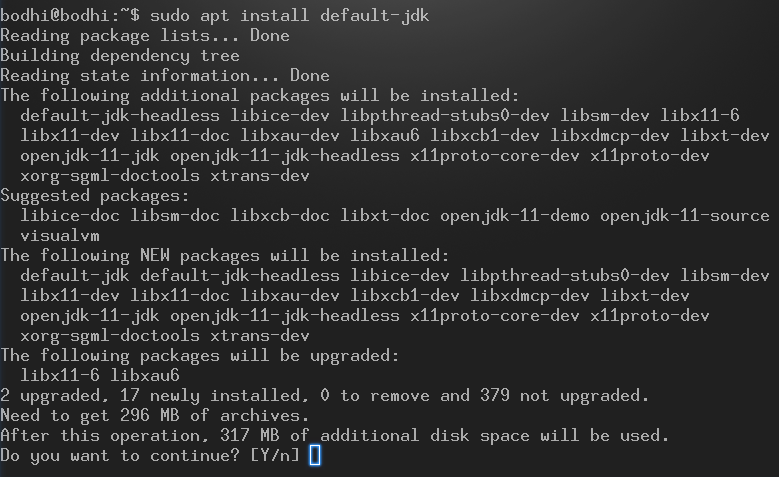 bodhi@bodhi:~$ sudo apt install default-jdk
Reading package lists... Done
Building dependency tree
Reading state information... Done
The following additional packages will be installed:
  default-jdk-headless libice-dev libpthread-stubs0-dev libsm-dev libx11-6
  libx11-dev libx11-doc libxau-dev libxau6 libxcb1-dev libxdmcp-dev libxt-dev
  openjdk-11-jdk openjdk-11-jdk-headless x11proto-core-dev x11proto-dev
  xorg-sgml-doctools xtrans-dev
Suggested packages:
  libice-doc libsm-doc libxcb-doc libxt-doc openjdk-11-demo openjdk-11-source
  visualvm
The following NEW packages will be installed:
  default-jdk default-jdk-headless libice-dev libpthread-stubs0-dev libsm-dev
  libx11-dev libx11-doc libxau-dev libxcb1-dev libxdmcp-dev libxt-dev
  openjdk-11-jdk openjdk-11-jdk-headless x11proto-core-dev x11proto-dev
  xorg-sgml-doctools xtrans-dev
The following packages will be upgraded:
  libx11-6 libxau6
2 upgraded, 17 newly installed, 0 to remove and 379 not upgraded.
Need to get 296 MB of archives.
After this operation, 317 MB of additional disk space will be used.
Do you want to continue? [Y/n]